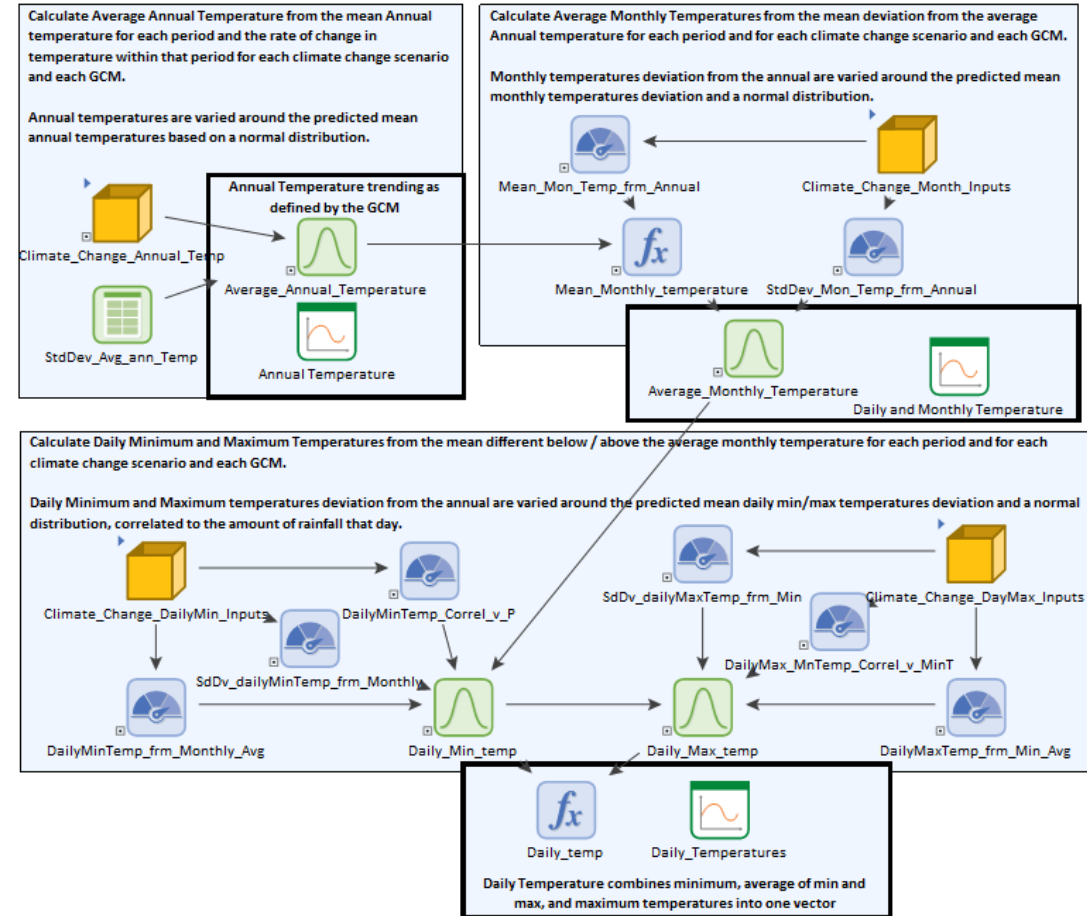 Calculate Average Annual Temperature from the mean Annual
temperature for each period and the rate of change in
temperature within that period for each climate change scenario
and each GCM.
Annual temperatures are varied around the predicted mean
annual temperatures based on a normal distribution.
Annual Temperature trending as
defined by the GCM
Climate_Change_Annual_Temp
Average_Annual_Temperature
StdDev_Avg_ann_Temp
Annual Temperature
Calculate Average Monthly Temperatures from the mean deviation from the average
Annual temperature for each period and for each climate change scenario and each GCM.
Monthly temperatures deviation from the annual are varied around the predicted mean
monthly temperatures deviation and a normal distribution.
Mean_Mon_Temp_frm_Annual
Climate_Change_Month_Inputs
fx
Mean_Monthly_temperature
StdDev_Mon_Temp_frm_Annual
Average_Monthly_Temperature
Daily and Monthly Temperature
Calculate Daily Minimum and Maximum Temperatures from the mean different below / above the average monthly temperature for each period and for each
climate change scenario and each GCM.
Daily Minimum and Maximum temperatures deviation from the annual are varied around the predicted mean daily min/max temperatures deviation and a normal
distribution, correlated to the amount of rainfall that day.
Climate_Change_DailyMin_Inputs
DailyMinTemp_Correl_v_P
SdDv_dailyMaxTemp_frm_Min
Climate_Change_DayMax_Inputs
SdDv_dailyMinTemp_frm_Monthly
DailyMax_MnTemp_Correl_v_MinT
DailyMinTemp_frm_Monthly_Avg
Daily_Min_temp
Daily_Max_temp
DailyMaxTemp_frm_Min_Avg
fx
Daily_temp
Daily_Temperatures
Daily Temperature combines minimum, average of min and
max, and maximum temperatures into one vector